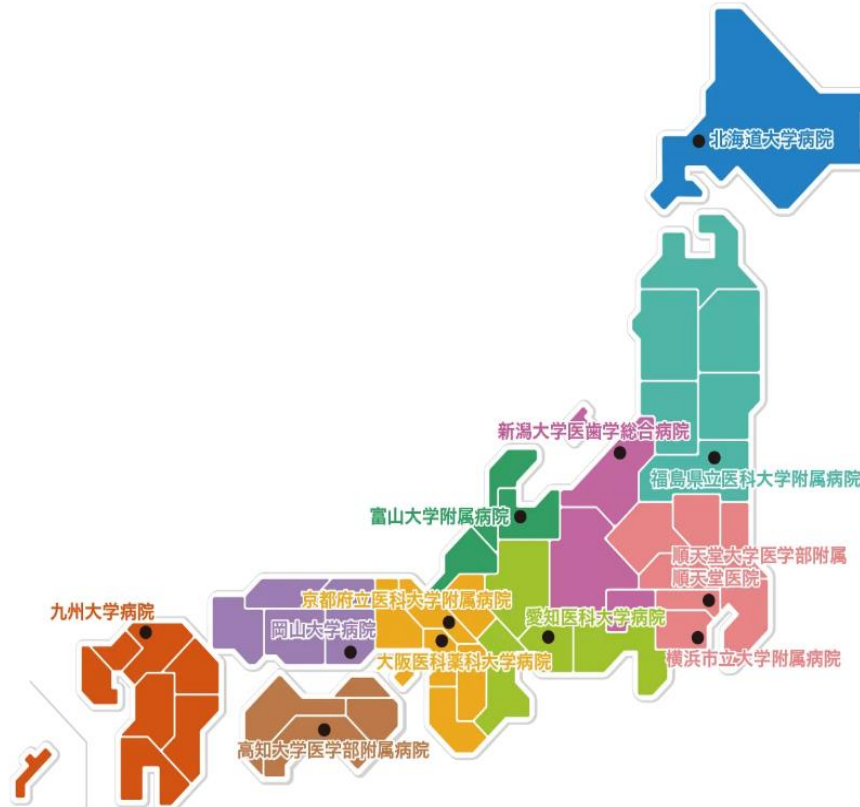 北海道大学病院
新潟大学医歯学総合病院
福島県立医科大学附属病院
富山大学附属病院
順天堂大学医学部附属
順天堂医院
京都府立医科大学附属病院
九州大学病院
愛知医科大学病院
岡山大学病院
大阪医科薬科大学病院
横浜市立大学附属病院
高知大学医学部附属病院